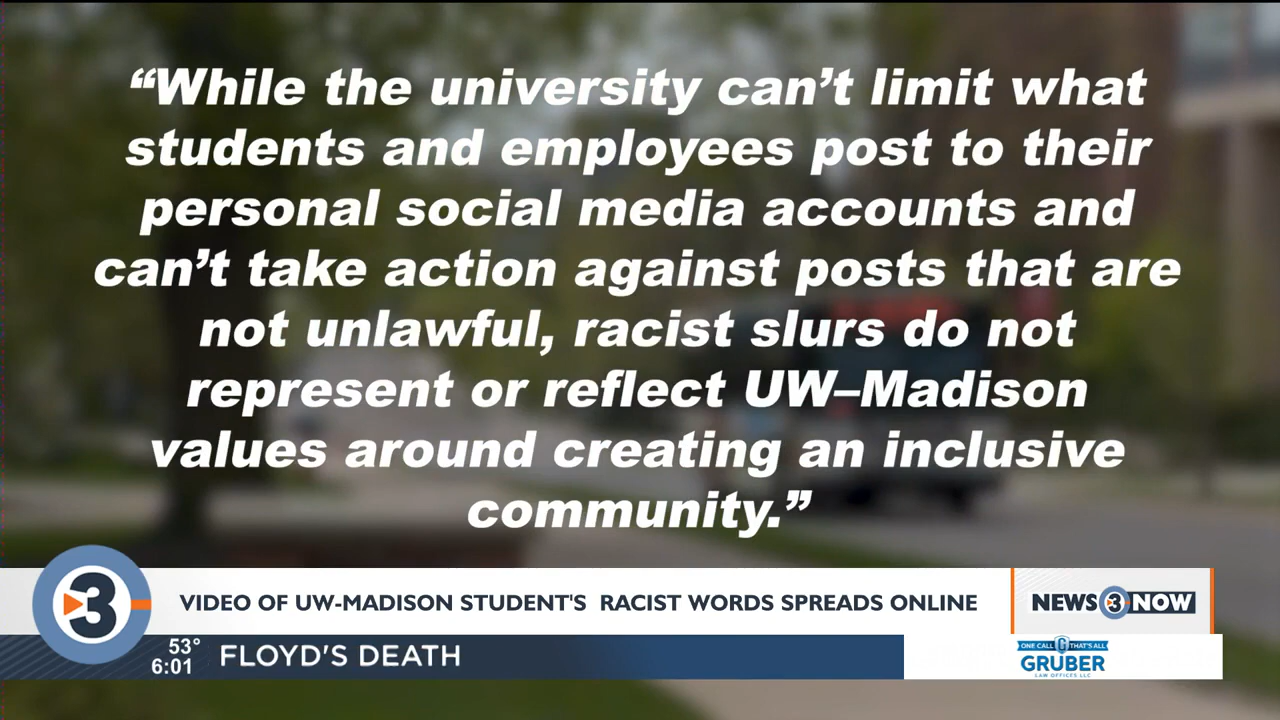 “While the university can’t limit what
students and employees post to their
personal social media accounts and
can’t take action against posts that are
not unlawful, racist slurs do not
represent or reflect UW–Madison
values around creating an inclusive
community.”
3
VIDEO OF UW-MADISON STUDENT'S RACIST WORDS SPREADS ONLINE
NEWS 3 NOW
53°
6:01
FLOYD'S DEATH
ONE CALL G THAT'S ALL
GRUBER
LAW OFFICES LLC